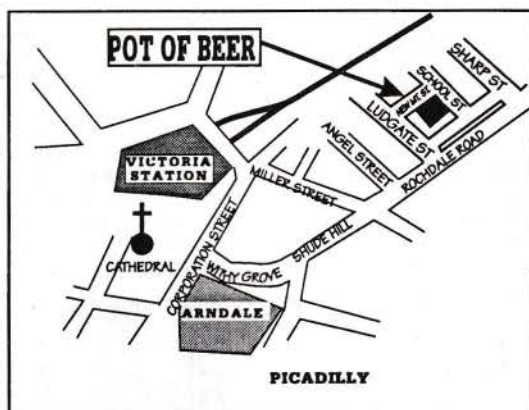 POT OF BEER
SHARP ST
SCHOOL ST
NEW MT. ST
LUDGATE ST
ANGEL STREET
ROCHDALE ROAD
VICTORIA
STATION
MILLER STREET
SHUDE HILL
CORPORATION STREET
CATHEDRAL
WITHY GROVE
ARNDALE
PICADILLY